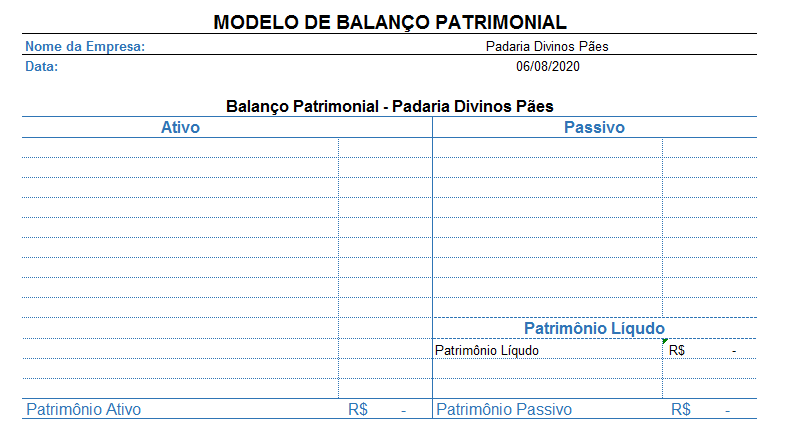 MODELO DE BALANÇO PATRIMONIAL
Nome da Empresa: Padaria Divinos Pães
Data: 06/08/2020
Balanço Patrimonial - Padaria Divinos Pães
Ativo Passivo
Patrimônio Líqudo
Patrimônio Líqudo R$ -
Patrimônio Ativo R$ - Patrimônio Passivo R$ -